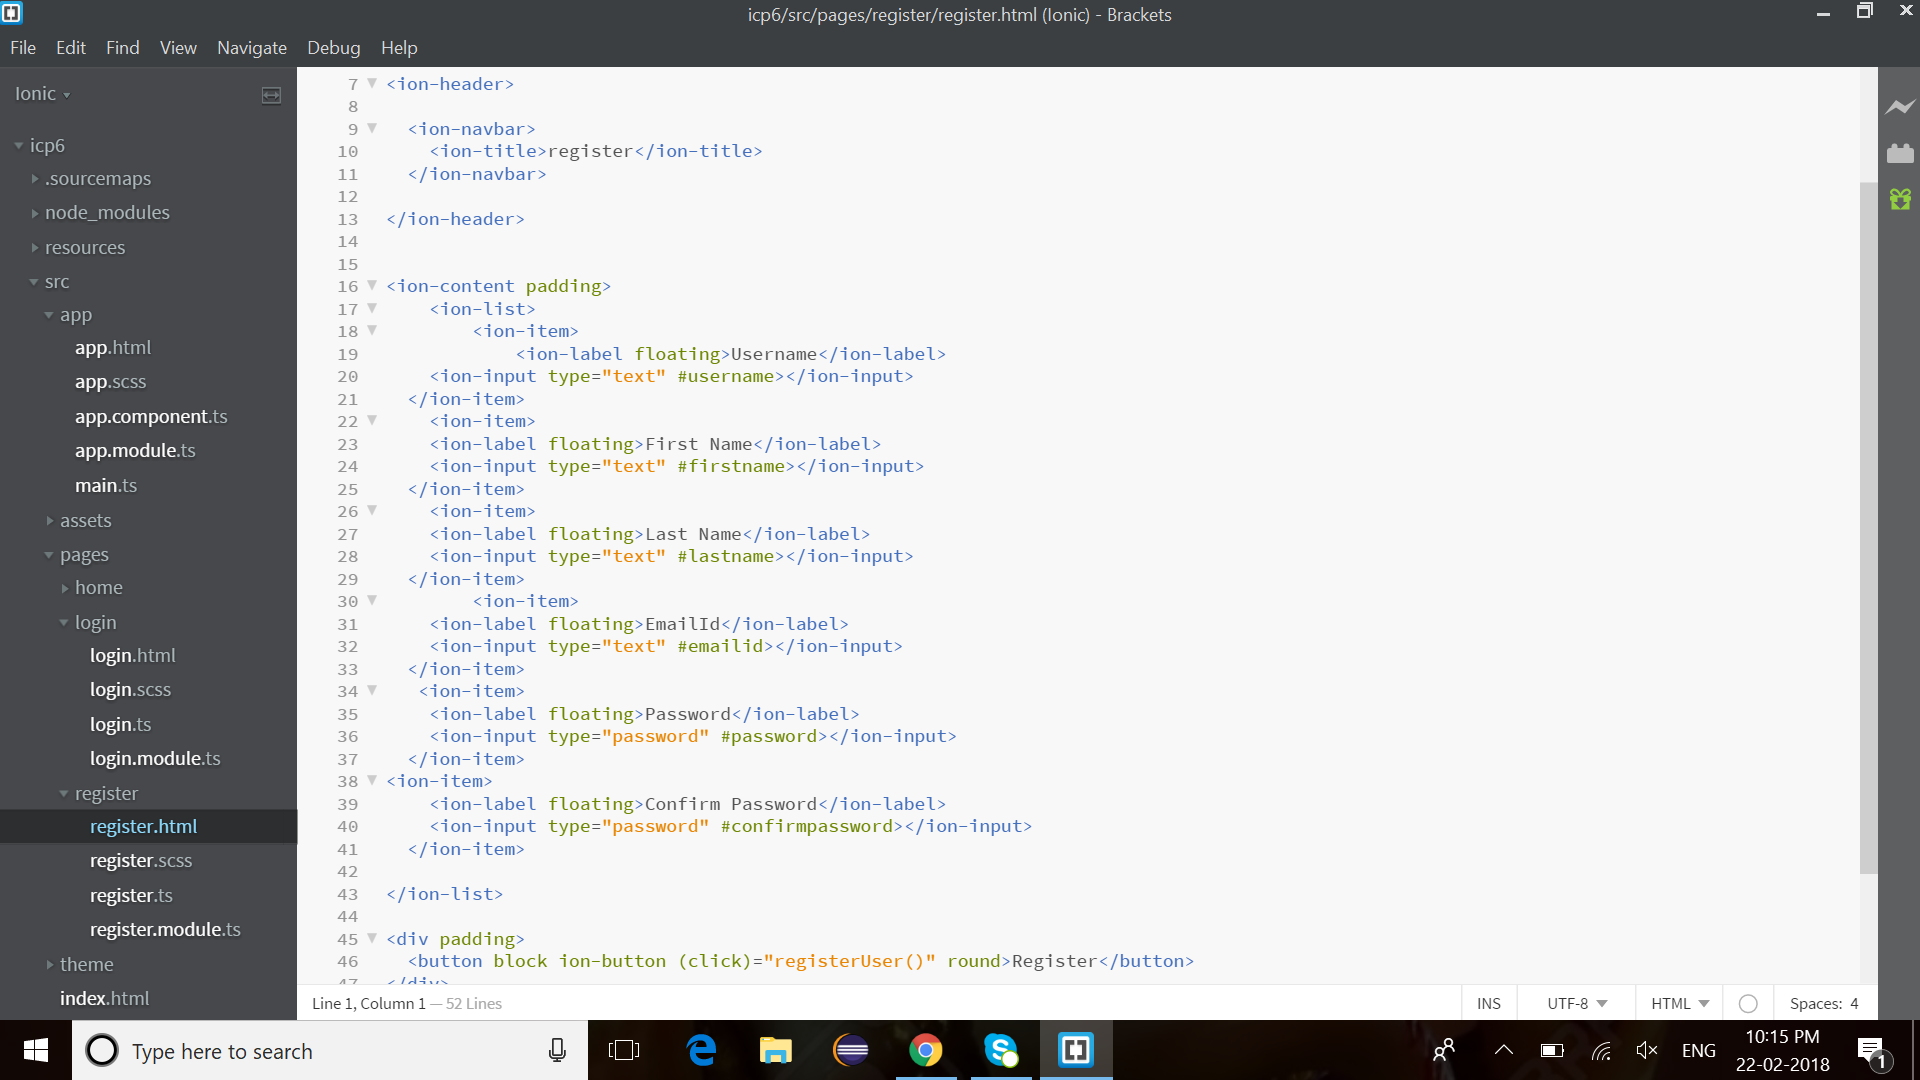 icp6/src/pages/register/register.html (Ionic) - Brackets
File Edit Find View Navigate Debug Help
Ionic
icp6
.sourcemaps
node_modules
resources
src
app
app.html
app.scss
app.component.ts
app.module.ts
main.ts
assets
pages
home
login
login.html
login.scss
login.ts
login.module.ts
register
register.html
register.scss
register.ts
register.module.ts
theme
index.html
7 <ion-header>
8
9 <ion-navbar>
10 <ion-title>register</ion-title>
11 </ion-navbar>
12
13 </ion-header>
14
15
16 <ion-content padding>
17 <ion-list>
18 <ion-item>
19 <ion-label floating>Username</ion-label>
20 <ion-input type="text" #username></ion-input>
21 </ion-item>
22 <ion-item>
23 <ion-label floating>First Name</ion-label>
24 <ion-input type="text" #firstname></ion-input>
25 </ion-item>
26 <ion-item>
27 <ion-label floating>Last Name</ion-label>
28 <ion-input type="text" #lastname></ion-input>
29 </ion-item>
30 <ion-item>
31 <ion-label floating>EmailId</ion-label>
32 <ion-input type="text" #emailid></ion-input>
33 </ion-item>
34 <ion-item>
35 <ion-label floating>Password</ion-label>
36 <ion-input type="password" #password></ion-input>
37 </ion-item>
38 <ion-item>
39 <ion-label floating>Confirm Password</ion-label>
40 <ion-input type="password" #confirmpassword></ion-input>
41 </ion-item>
42
43 </ion-list>
44
45 <div padding>
46 <button block ion-button (click)="registerUser()" round>Register</button>
47 </div>
Line 1, Column 1 — 52 Lines
INS UTF-8 HTML Spaces: 4
Type here to search
ENG
10:15 PM
22-02-2018
1